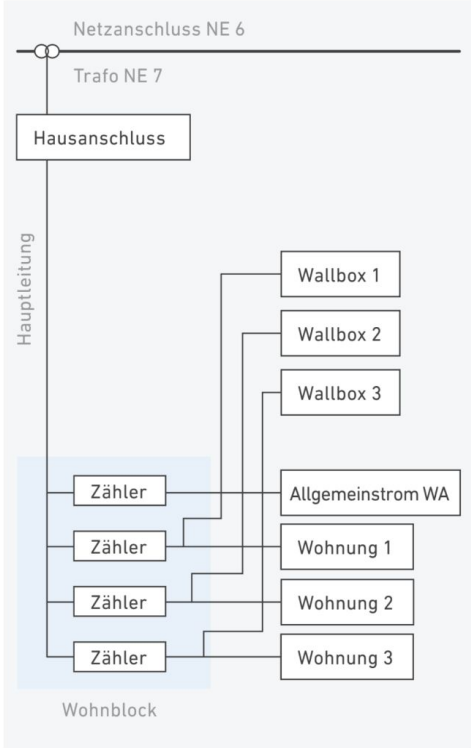 Netzanschluss NE 6
Trafo NE 7
Hausanschluss
Hauptleitung
Wallbox 1
Wallbox 2
Wallbox 3
Zähler
Allgemeinstrom WA
Zähler
Wohnung 1
Zähler
Wohnung 2
Zähler
Wohnung 3
Wohnblock